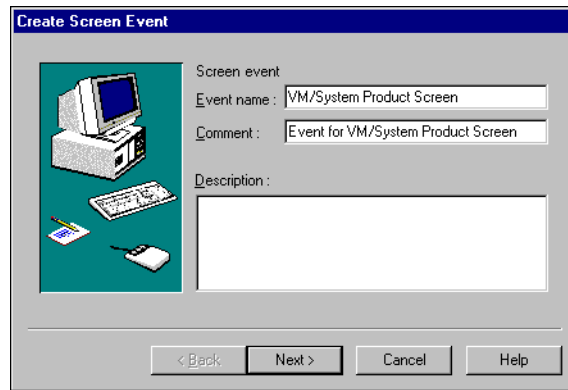 Create Screen Event
Screen event
Event name : VM/System Product Screen
Comment : Event for VM/System Product Screen
Description :
< Back Next > Cancel Help